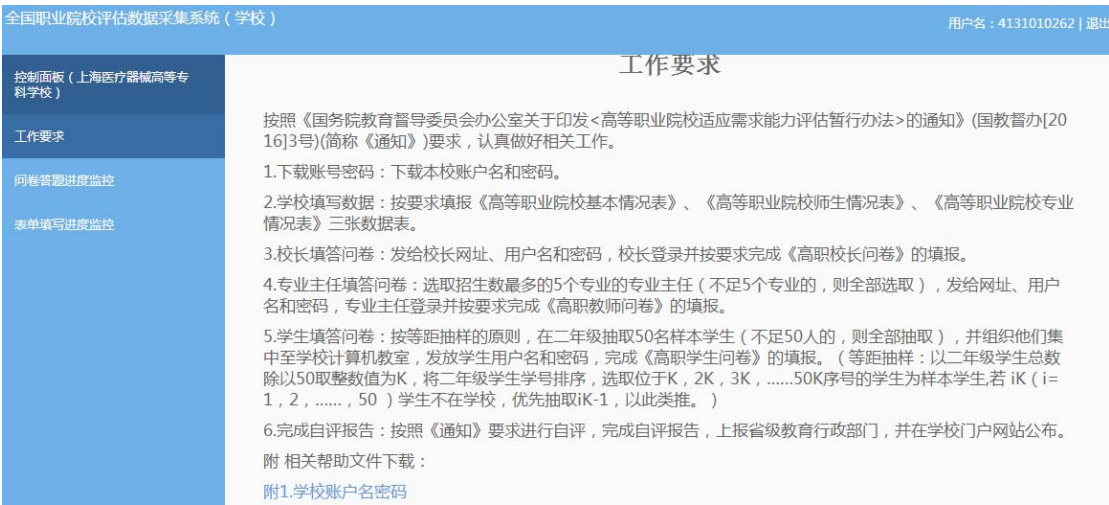 全国职业院校评估数据采集系统（学校）
用户名：4131010262 | 退出
控制面板（上海医疗器械高等专
科学校）
工作要求
问卷答题进度监控
表单填写进度监控
工作要求
按照《国务院教育督导委员会办公室关于印发<高等职业院校适应需求能力评估暂行办法>的通知》(国教督办[20
16]3号)(简称《通知》)要求，认真做好相关工作。
1.下载账号密码：下载本校账户名和密码。
2.学校填写数据：按要求填报《高等职业院校基本情况表》、《高等职业院校师生情况表》、《高等职业院校专业
情况表》三张数据表。
3.校长填答问卷：发给校长网址、用户名和密码，校长登录并按要求完成《高职校长问卷》的填报。
4.专业主任填答问卷：选取招生数最多的5个专业的专业主任（不足5个专业的，则全部选取），发给网址、用户
名和密码，专业主任登录并按要求完成《高职教师问卷》的填报。
5.学生填答问卷：按等距抽样的原则，在二年级抽取50名样本学生（不足50人的，则全部抽取），并组织他们集
中至学校计算机教室，发放学生用户名和密码，完成《高职学生问卷》的填报。（等距抽样：以二年级学生总数
除以50取整数值为K，将二年级学生学号排序，选取位于K，2K，3K，……50K序号的学生为样本学生,若 iK（i=
1，2，……，50 ）学生不在学校，优先抽取iK-1，以此类推。）
6.完成自评报告：按照《通知》要求进行自评，完成自评报告，上报省级教育行政部门，并在学校门户网站公布。
附 相关帮助文件下载：
附1.学校账户名密码